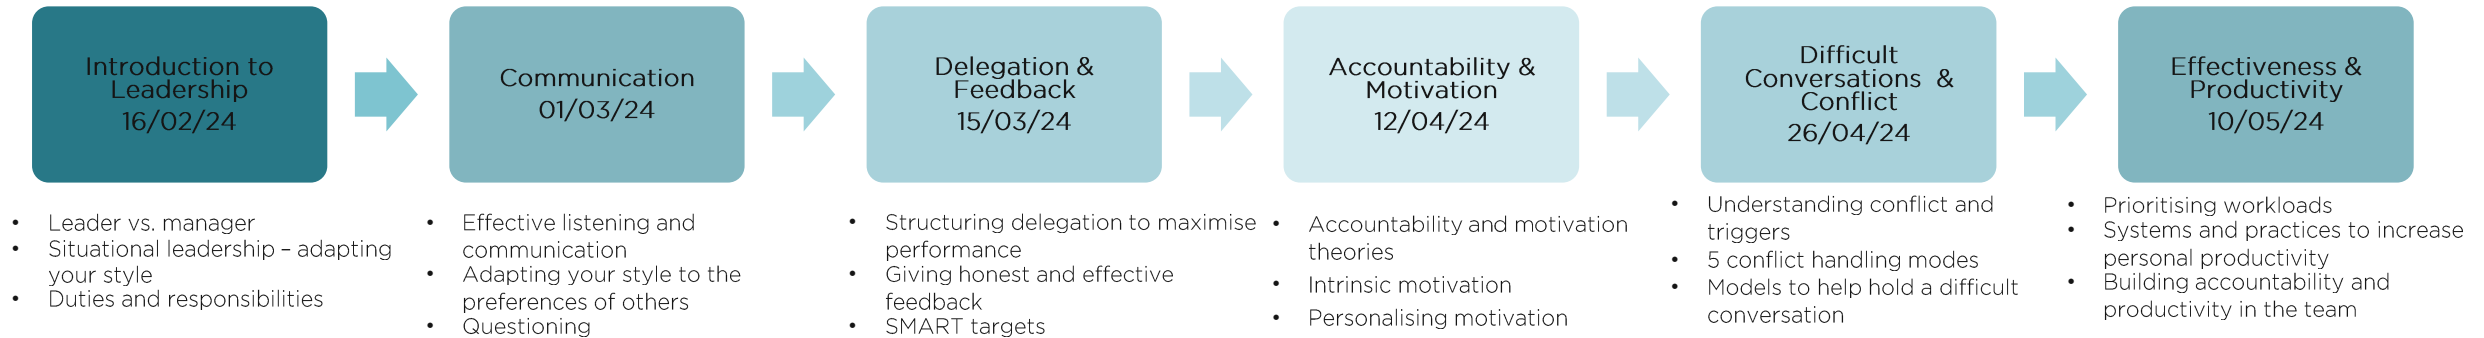 Introduction to
Leadership
16/02/24
• Leader vs. manager
• Situational leadership – adapting
your style
• Duties and responsibilities
Communication
01/03/24
• Effective listening and
communication
• Adapting your style to the
preferences of others
• Questioning
Delegation &
Feedback
15/03/24
• Structuring delegation to maximise
performance
• Giving honest and effective
feedback
• SMART targets
Accountability &
Motivation
12/04/24
• Accountability and motivation
theories
• Intrinsic motivation
• Personalising motivation
Difficult
Conversations &
Conflict
26/04/24
• Understanding conflict and
triggers
• 5 conflict handling modes
• Models to help hold a difficult
conversation
Effectiveness &
Productivity
10/05/24
• Prioritising workloads
• Systems and practices to increase
personal productivity
• Building accountability and
productivity in the team